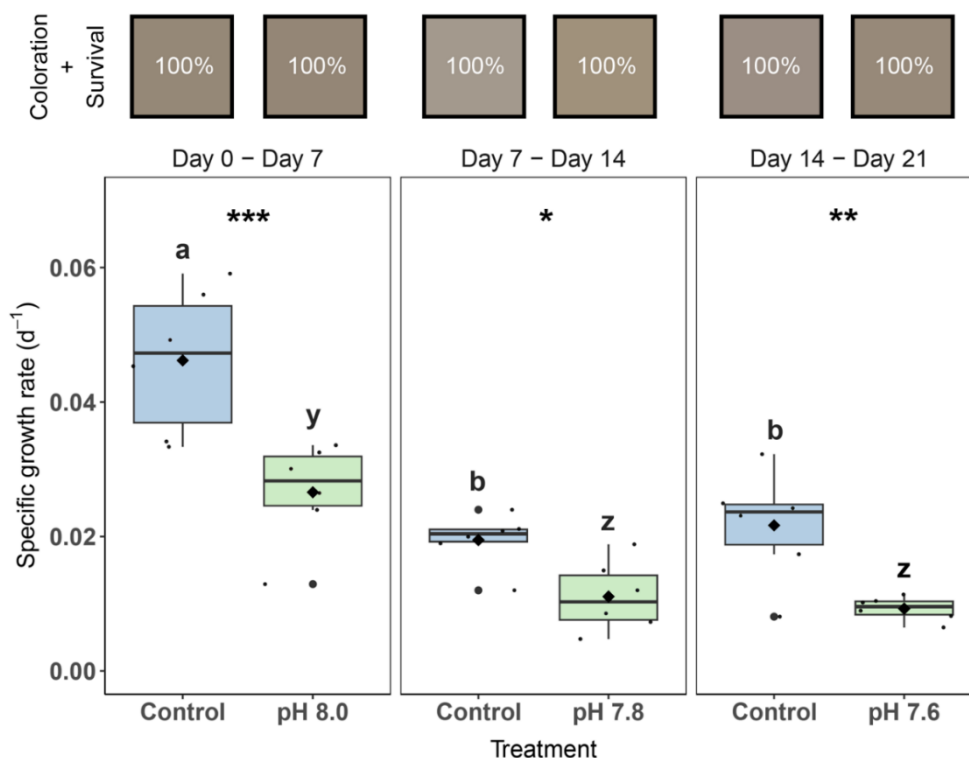 Coloration
+
Survival
100% 100% 100% 100% 100% 100%
Day 0 − Day 7 Day 7 − Day 14 Day 14 − Day 21
*** * **
a
y
b
z
b
z
Specific growth rate (d⁻¹)
0.06
0.04
0.02
0.00
Control pH 8.0 Control pH 7.8 Control pH 7.6
Treatment